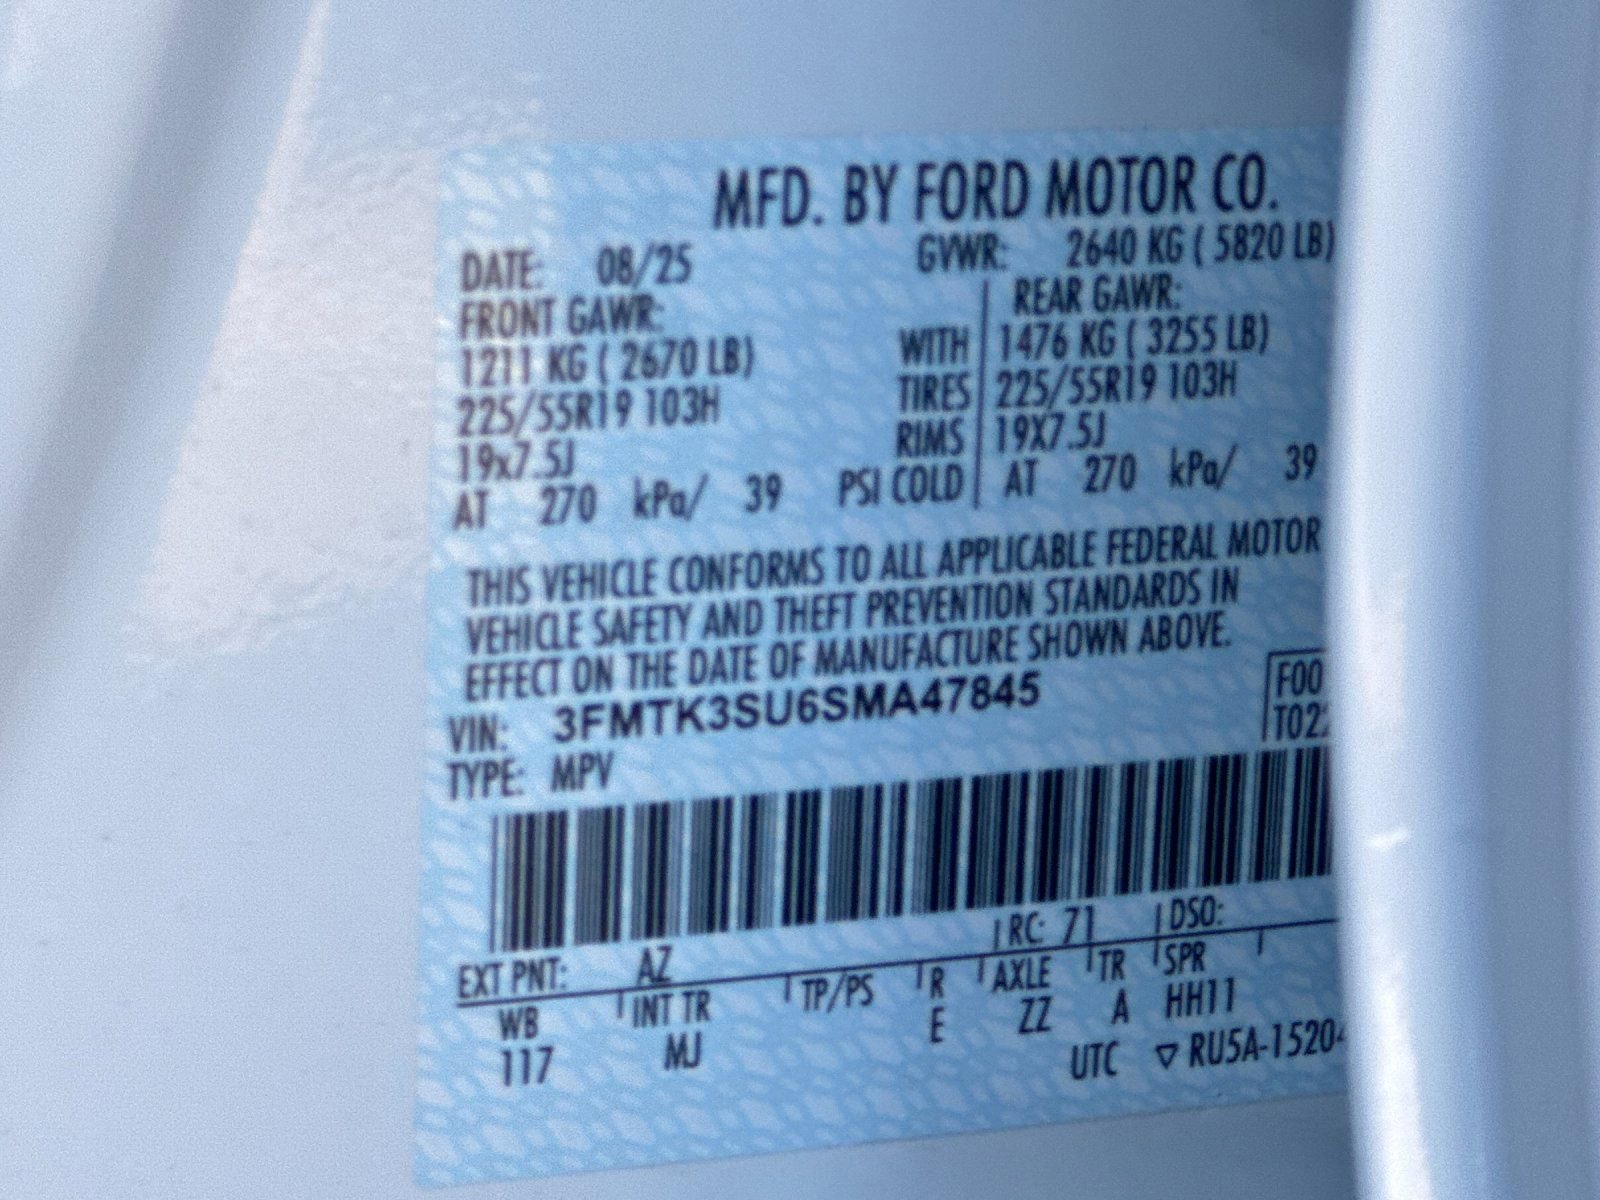 MFD. BY FORD MOTOR CO.
DATE: 08/25 GVWR: 2640 KG ( 5820 LB)
FRONT GAWR: REAR GAWR:
1211 KG ( 2670 LB) WITH 1476 KG ( 3255 LB)
225/55R19 103H TIRES 225/55R19 103H
19x7.5J RIMS 19X7.5J
AT 270 kPa/ 39 PSI COLD AT 270 kPa/ 39
THIS VEHICLE CONFORMS TO ALL APPLICABLE FEDERAL MOTOR
VEHICLE SAFETY AND THEFT PREVENTION STANDARDS IN
EFFECT ON THE DATE OF MANUFACTURE SHOWN ABOVE.
VIN: 3FMTK3SU6SMA47845 F00
TYPE: MPV T02
EXT PNT: AZ RC: 71 DSO:
WB INT TR TP/PS R AXLE TR SPR
117 MJ E ZZ A HH11
UTC ▽ RU5A-1520